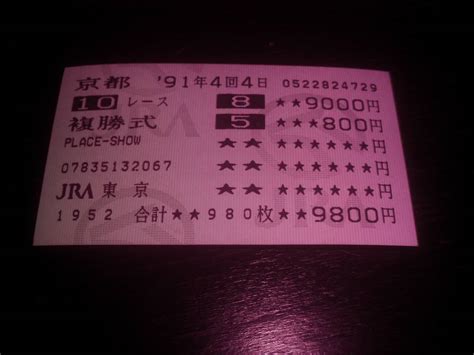 京都 '91年4回4日 0522824729
10 レース 8 ★★9000円
複勝式 5 ★★★800円
PLACE-SHOW ★★ ★★★★★★円
07835132067 ★★ ★★★★★★円
JRA 東京 ★★ ★★★★★★円
1952 合計★★980枚★★9800円
JRA